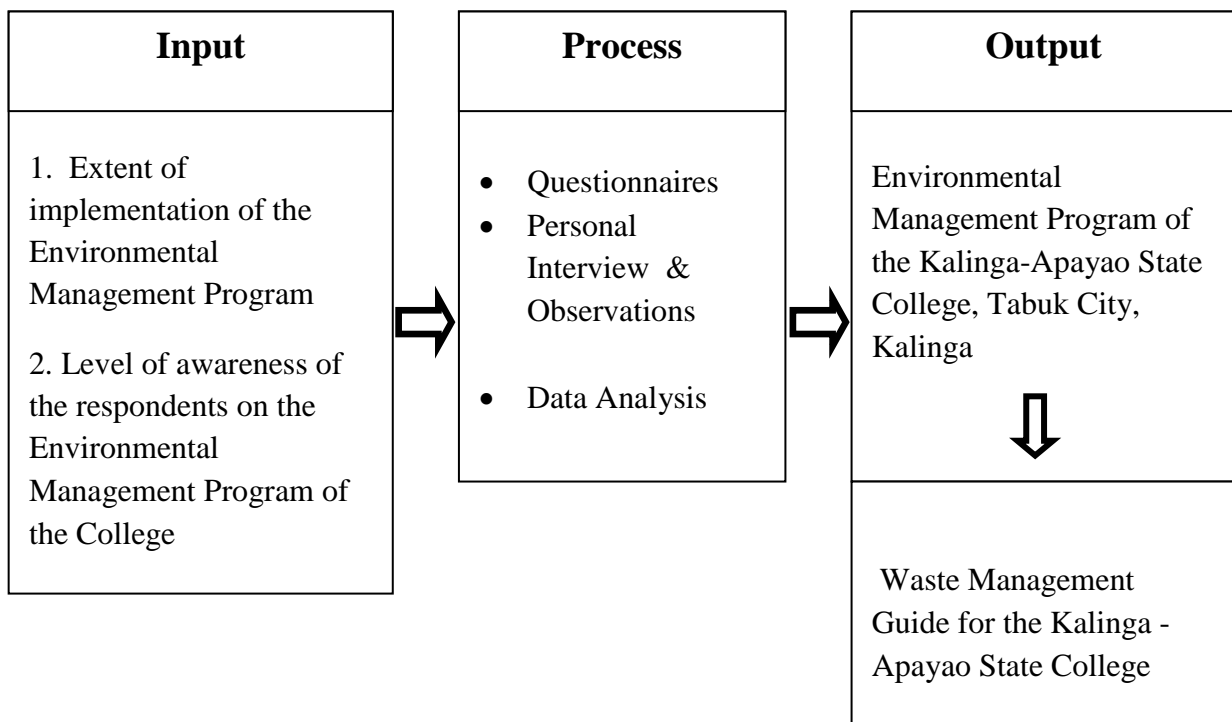 Input
1. Extent of
implementation of the
Environmental
Management Program
2. Level of awareness of
the respondents on the
Environmental
Management Program of
the College
Process
• Questionnaires
• Personal
Interview &
Observations
• Data Analysis
Output
Environmental
Management Program of
the Kalinga-Apayao State
College, Tabuk City,
Kalinga
Waste Management
Guide for the Kalinga -
Apayao State College